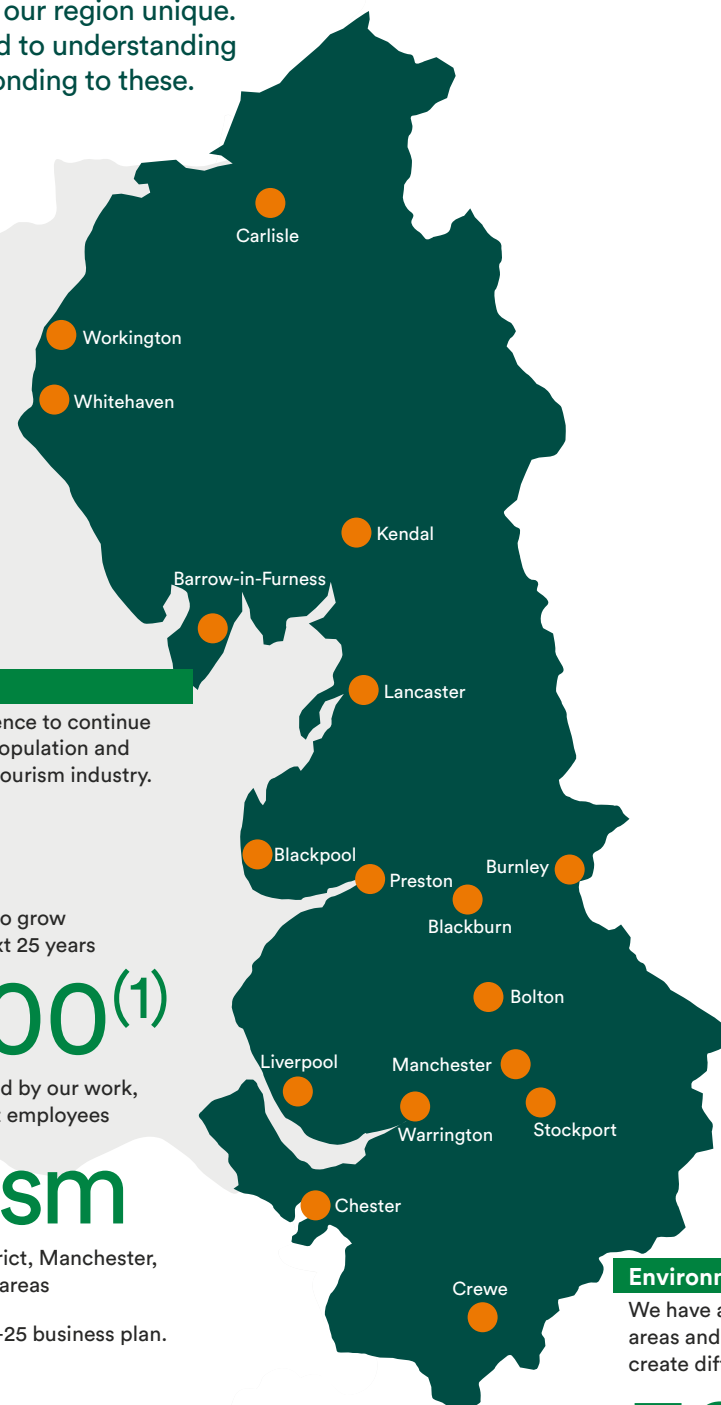 our region unique.
d to understanding
onding to these.
Carlisle
Workington
Whitehaven
Kendal
Barrow-in-Furness
Lancaster
ence to continue
opulation and
ourism industry.
Blackpool
Preston
Burnley
Blackburn
o grow
xt 25 years
Bolton
00(1)
Liverpool
Manchester
d by our work,
t employees
Warrington
Stockport
sm
Chester
rict, Manchester,
areas
Crewe
-25 business plan.
Environm
We have a
areas and
create diff